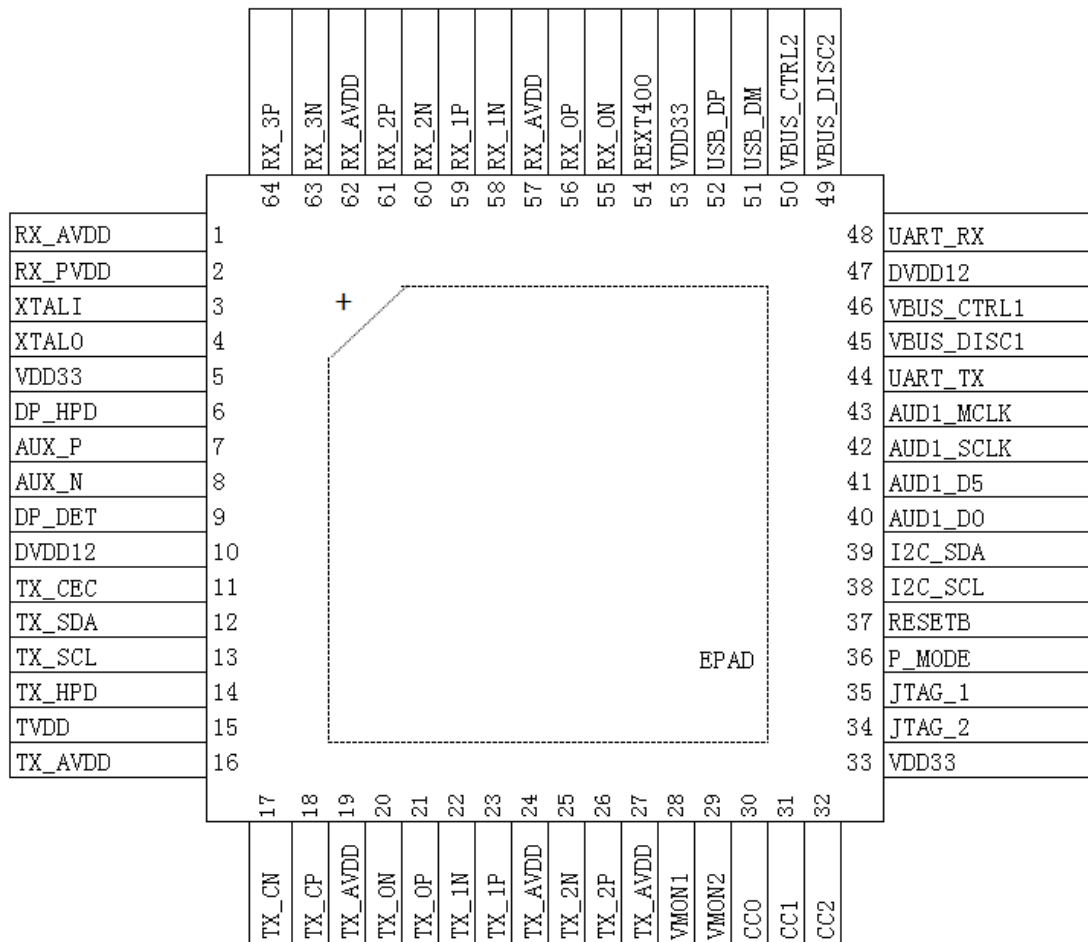 64 RX_3P
63 RX_3N
62 RX_AVDD
61 RX_2P
60 RX_2N
59 RX_1P
58 RX_1N
57 RX_AVDD
56 RX_0P
55 RX_0N
54 REXT400
53 VDD33
52 USB_DP
51 USB_DM
50 VBUS_CTRL2
49 VBUS_DISC2
RX_AVDD 1
RX_PVDD 2
XTALI 3
XTALO 4
VDD33 5
DP_HPD 6
AUX_P 7
AUX_N 8
DP_DET 9
DVDD12 10
TX_CEC 11
TX_SDA 12
TX_SCL 13
TX_HPD 14
TVDD 15
TX_AVDD 16
+
EPAD
48 UART_RX
47 DVDD12
46 VBUS_CTRL1
45 VBUS_DISC1
44 UART_TX
43 AUD1_MCLK
42 AUD1_SCLK
41 AUD1_D5
40 AUD1_D0
39 I2C_SDA
38 I2C_SCL
37 RESETB
36 P_MODE
35 JTAG_1
34 JTAG_2
33 VDD33
TX_CN 17
TX_CP 18
TX_AVDD 19
TX_0N 20
TX_0P 21
TX_1N 22
TX_1P 23
TX_AVDD 24
TX_2N 25
TX_2P 26
TX_AVDD 27
VMON1 28
VMON2 29
CC0 30
CC1 31
CC2 32